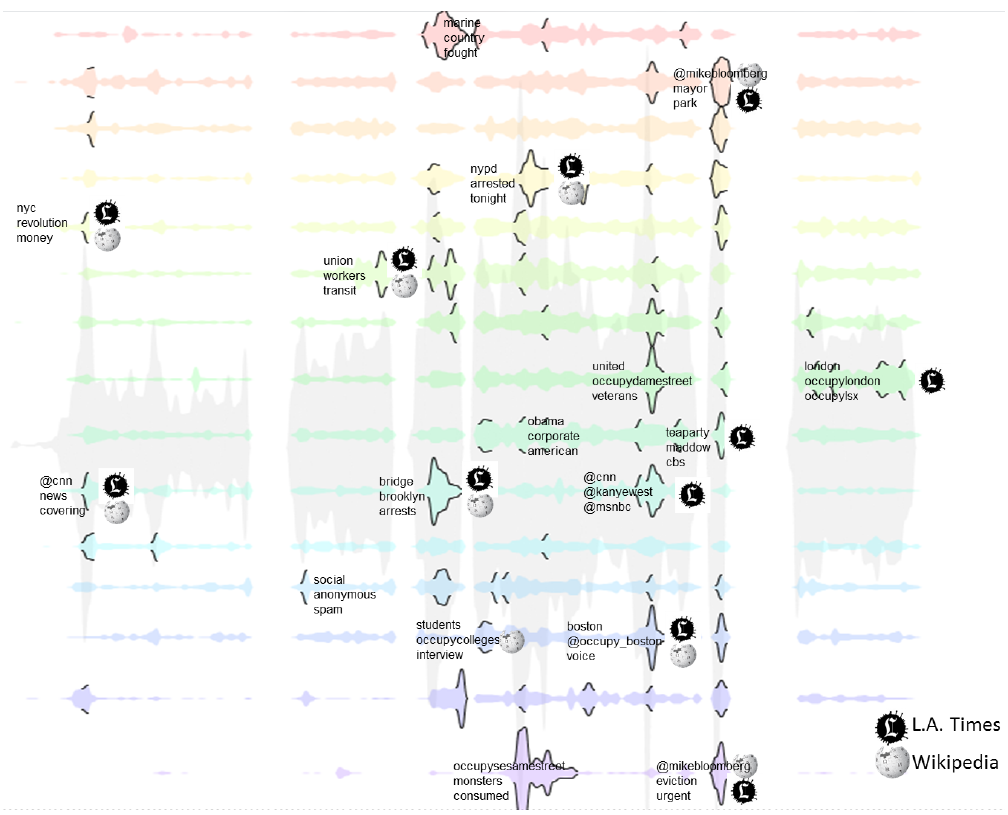 marine
country
fought
@mikebloomberg
mayor
park
nypd
arrested
tonight
nyc
revolution
money
union
workers
transit
united
occupydamestreet
veterans
london
occupylondon
occupylsx
obama
corporate
american
teaparty
maddow
cbs
@cnn
news
covering
bridge
brooklyn
arrests
@cnn
@kanyewest
@msnbc
social
anonymous
spam
students
occupycolleges
interview
boston
@occupy_boston
voice
L.A. Times
Wikipedia
occupysesamestreet
monsters
consumed
@mikebloomberg
eviction
urgent